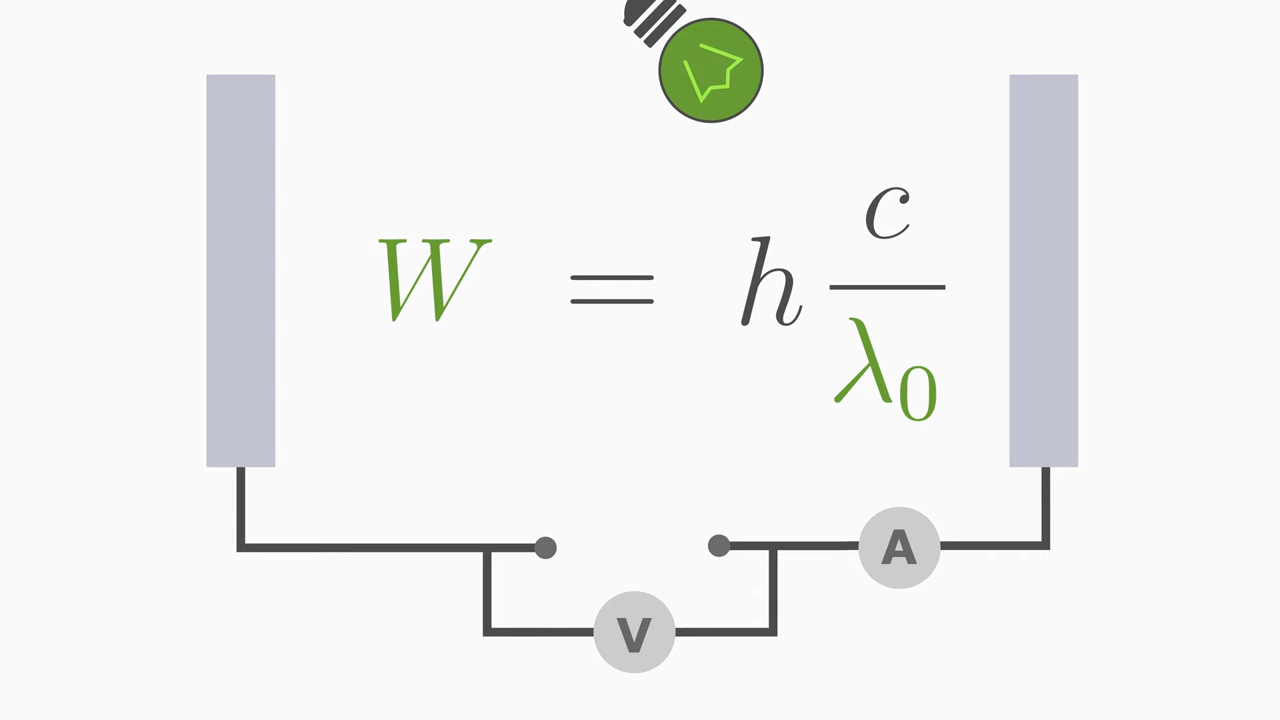 W = h c/λ₀
A
V